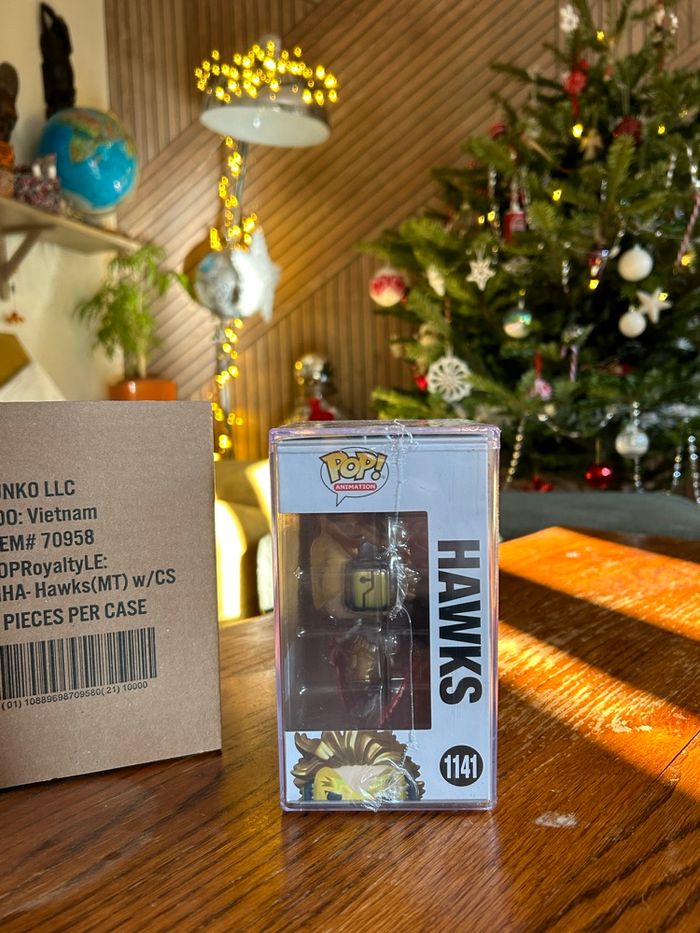 UNKO LLC
OO: Vietnam
EM# 70958
OPRoyaltyLE:
HA- Hawks(MT) w/CS
PIECES PER CASE
(01) 10889698709580(21) 10000
POP!
ANIMATION
HAWKS
1141